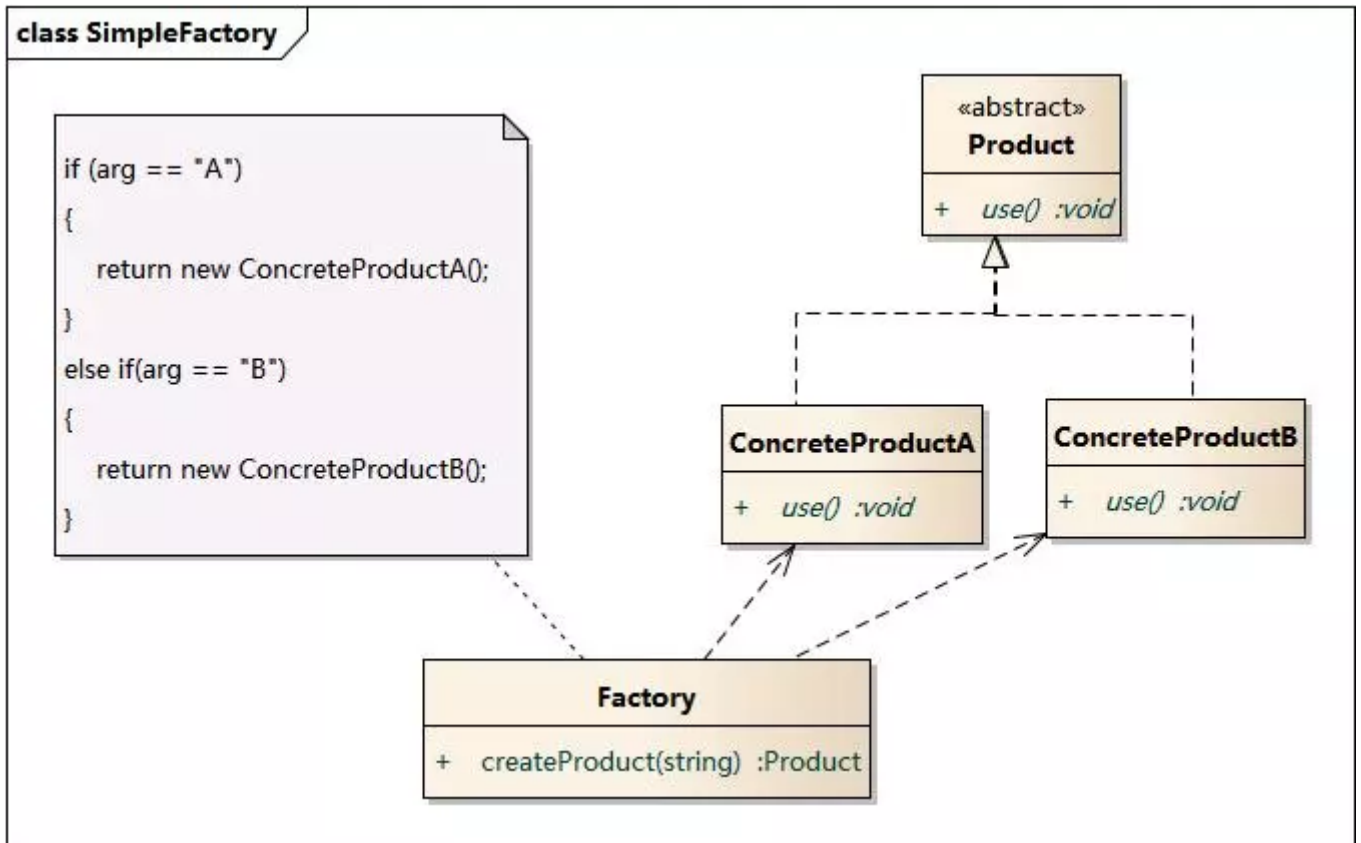 class SimpleFactory
if (arg == "A")
{
return new ConcreteProductA();
}
else if(arg == "B")
{
return new ConcreteProductB();
}
«abstract»
Product
+ use() :void
ConcreteProductA
+ use() :void
ConcreteProductB
+ use() :void
Factory
+ createProduct(string) :Product